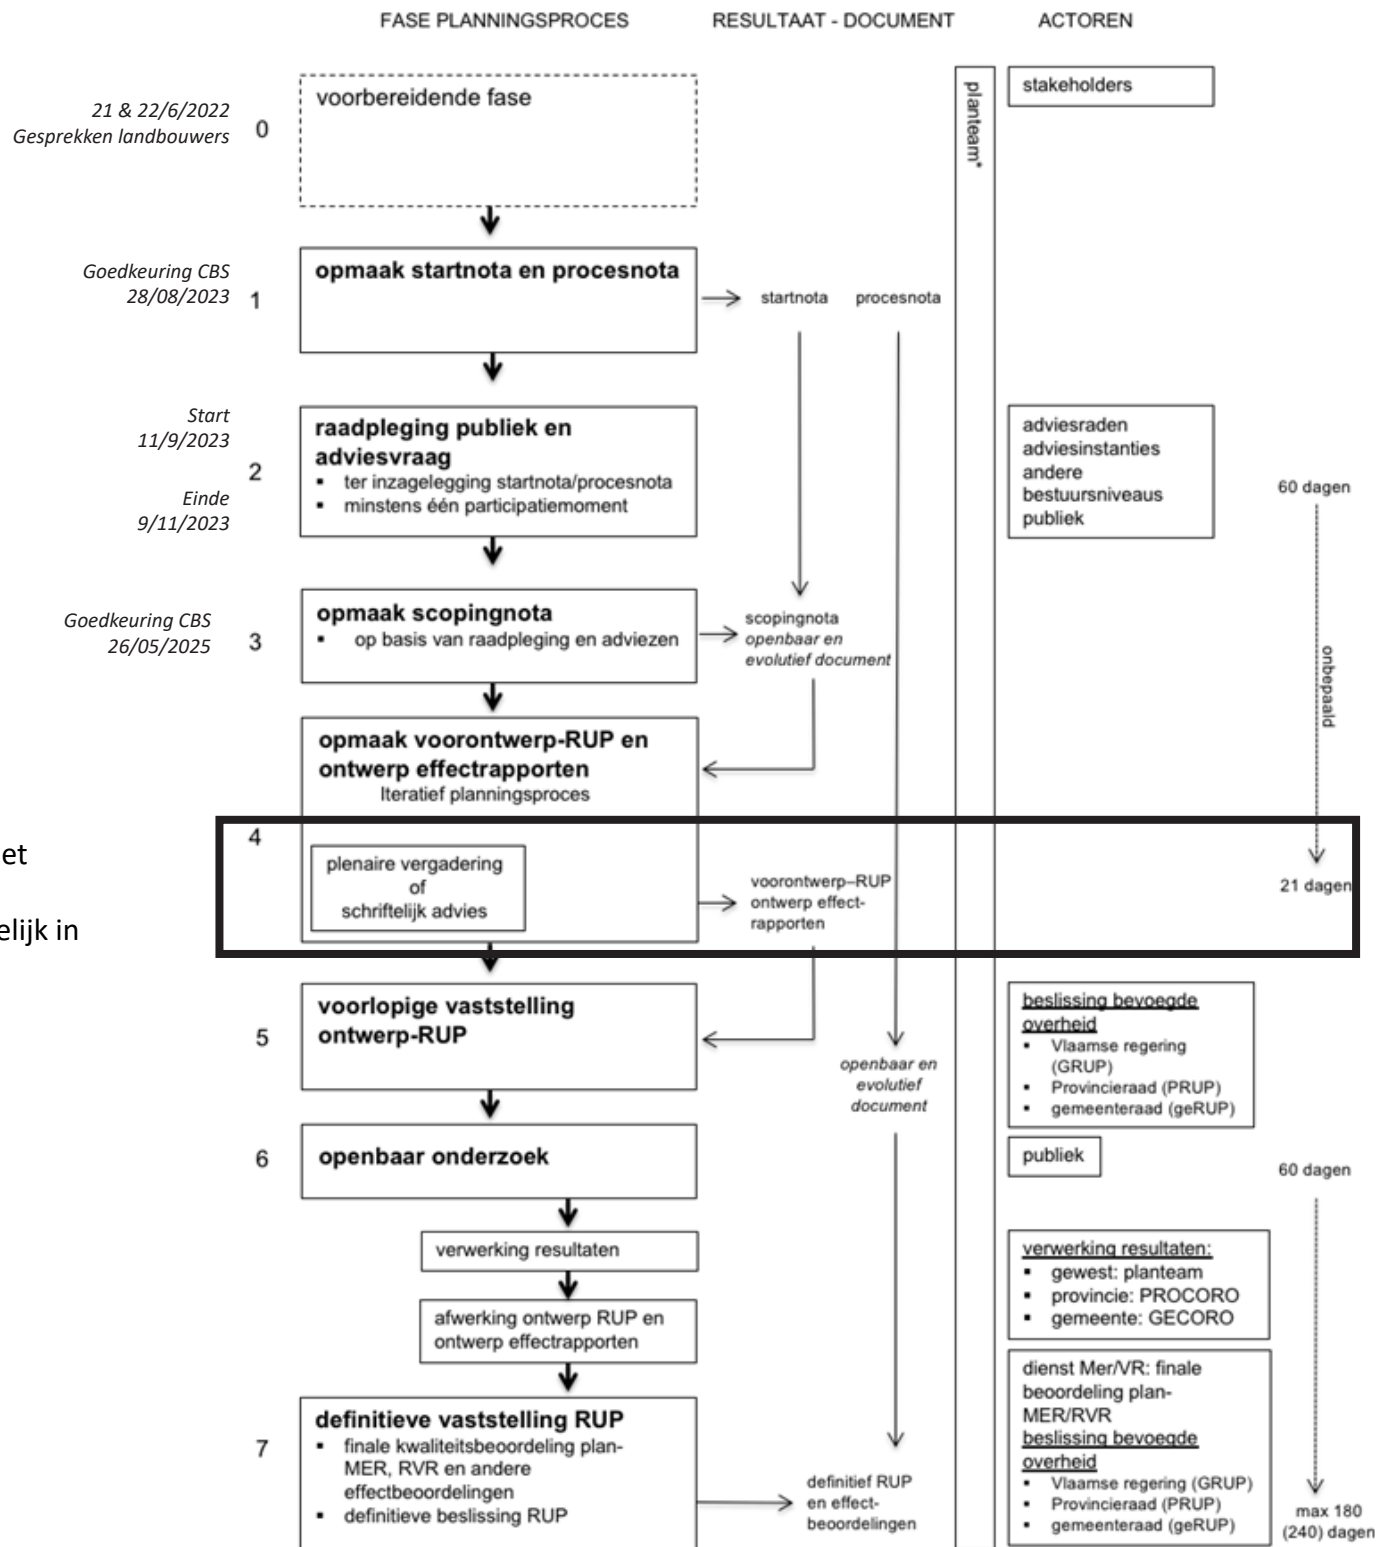 FASE PLANNINGSPROCES
RESULTAAT - DOCUMENT
ACTOREN
21 & 22/6/2022
Gesprekken landbouwers
0
voorbereidende fase
planteam*
stakeholders
Goedkeuring CBS
28/08/2023
1
opmaak startnota en procesnota
startnota
procesnota
Start
11/9/2023
Einde
9/11/2023
2
raadpleging publiek en
adviesvraag
▪ ter inzagelegging startnota/procesnota
▪ minstens één participatiemoment
adviesraden
adviesinstanties
andere
bestuursniveaus
publiek
60 dagen
Goedkeuring CBS
26/05/2025
3
opmaak scopingnota
▪ op basis van raadpleging en adviezen
scopingnota
openbaar en
evolutief document
onbepaald
opmaak voorontwerp-RUP en
ontwerp effectrapporten
Iteratief planningsproces
4
et
elijk in
plenaire vergadering
of
schriftelijk advies
voorontwerp–RUP
ontwerp effect-
rapporten
21 dagen
5
voorlopige vaststelling
ontwerp-RUP
openbaar en
evolutief
document
beslissing bevoegde
overheid
▪ Vlaamse regering
(GRUP)
▪ Provincieraad (PRUP)
▪ gemeenteraad (geRUP)
6
openbaar onderzoek
publiek
60 dagen
verwerking resultaten
afwerking ontwerp RUP en
ontwerp effectrapporten
verwerking resultaten:
▪ gewest: planteam
▪ provincie: PROCORO
▪ gemeente: GECORO
7
definitieve vaststelling RUP
▪ finale kwaliteitsbeoordeling plan-
MER, RVR en andere
effectbeoordelingen
▪ definitieve beslissing RUP
definitief RUP
en effect-
beoordelingen
dienst Mer/VR: finale
beoordeling plan-
MER/RVR
beslissing bevoegde
overheid
▪ Vlaamse regering (GRUP)
▪ Provincieraad (PRUP)
▪ gemeenteraad (geRUP)
max 180
(240) dagen